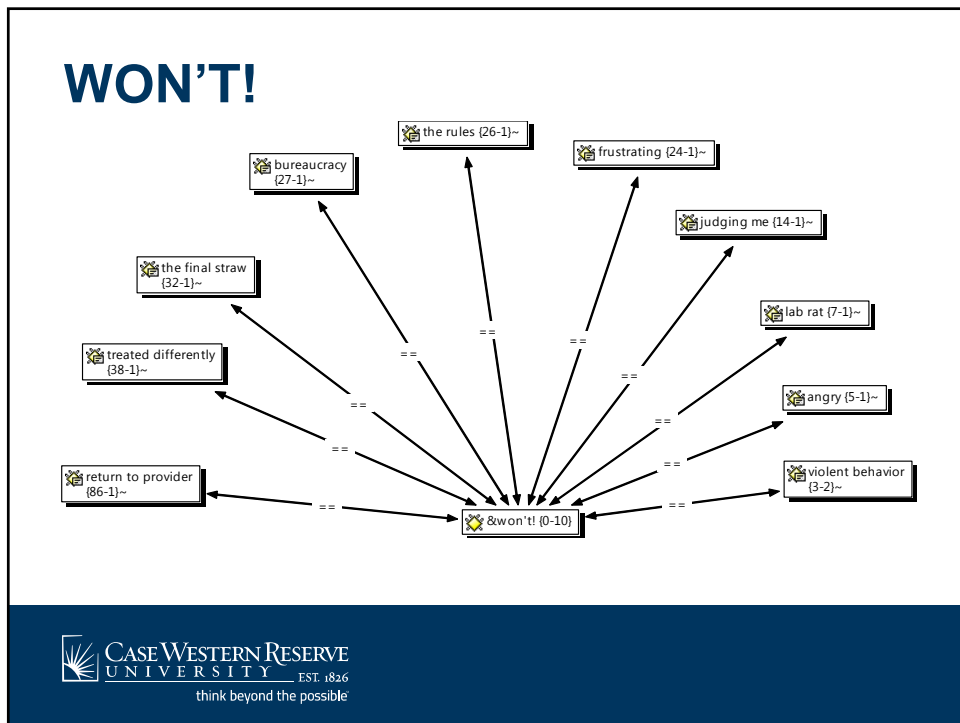 WON'T!
the rules {26-1}~
frustrating {24-1}~
bureaucracy
{27-1}~
judging me {14-1}~
the final straw
{32-1}~
lab rat {7-1}~
treated differently
{38-1}~
angry {5-1}~
return to provider
{86-1}~
violent behavior
{3-2}~
&won't! {0-10}
==
==
==
==
==
==
==
==
==
==
CASE WESTERN RESERVE
UNIVERSITY EST. 1826
think beyond the possible